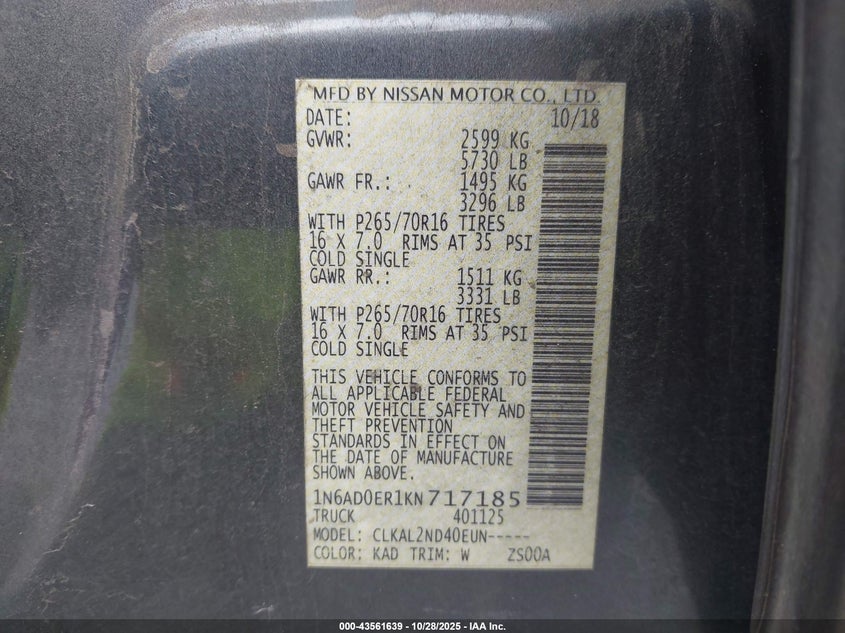 MFD BY NISSAN MOTOR CO., LTD.
DATE: 10/18
GVWR: 2599 KG
5730 LB
GAWR FR.: 1495 KG
3296 LB
WITH P265/70R16 TIRES
16 X 7.0 RIMS AT 35 PSI
COLD SINGLE
GAWR RR.: 1511 KG
3331 LB
WITH P265/70R16 TIRES
16 X 7.0 RIMS AT 35 PSI
COLD SINGLE
THIS VEHICLE CONFORMS TO
ALL APPLICABLE FEDERAL
MOTOR VEHICLE SAFETY AND
THEFT PREVENTION
STANDARDS IN EFFECT ON
THE DATE OF MANUFACTURE
SHOWN ABOVE.
1N6AD0ER1KN717185
TRUCK 401125
MODEL: CLKAL2ND40EUN-----
COLOR: KAD TRIM: W ZS00A
000-43561639 - 10/28/2025 - IAA Inc.